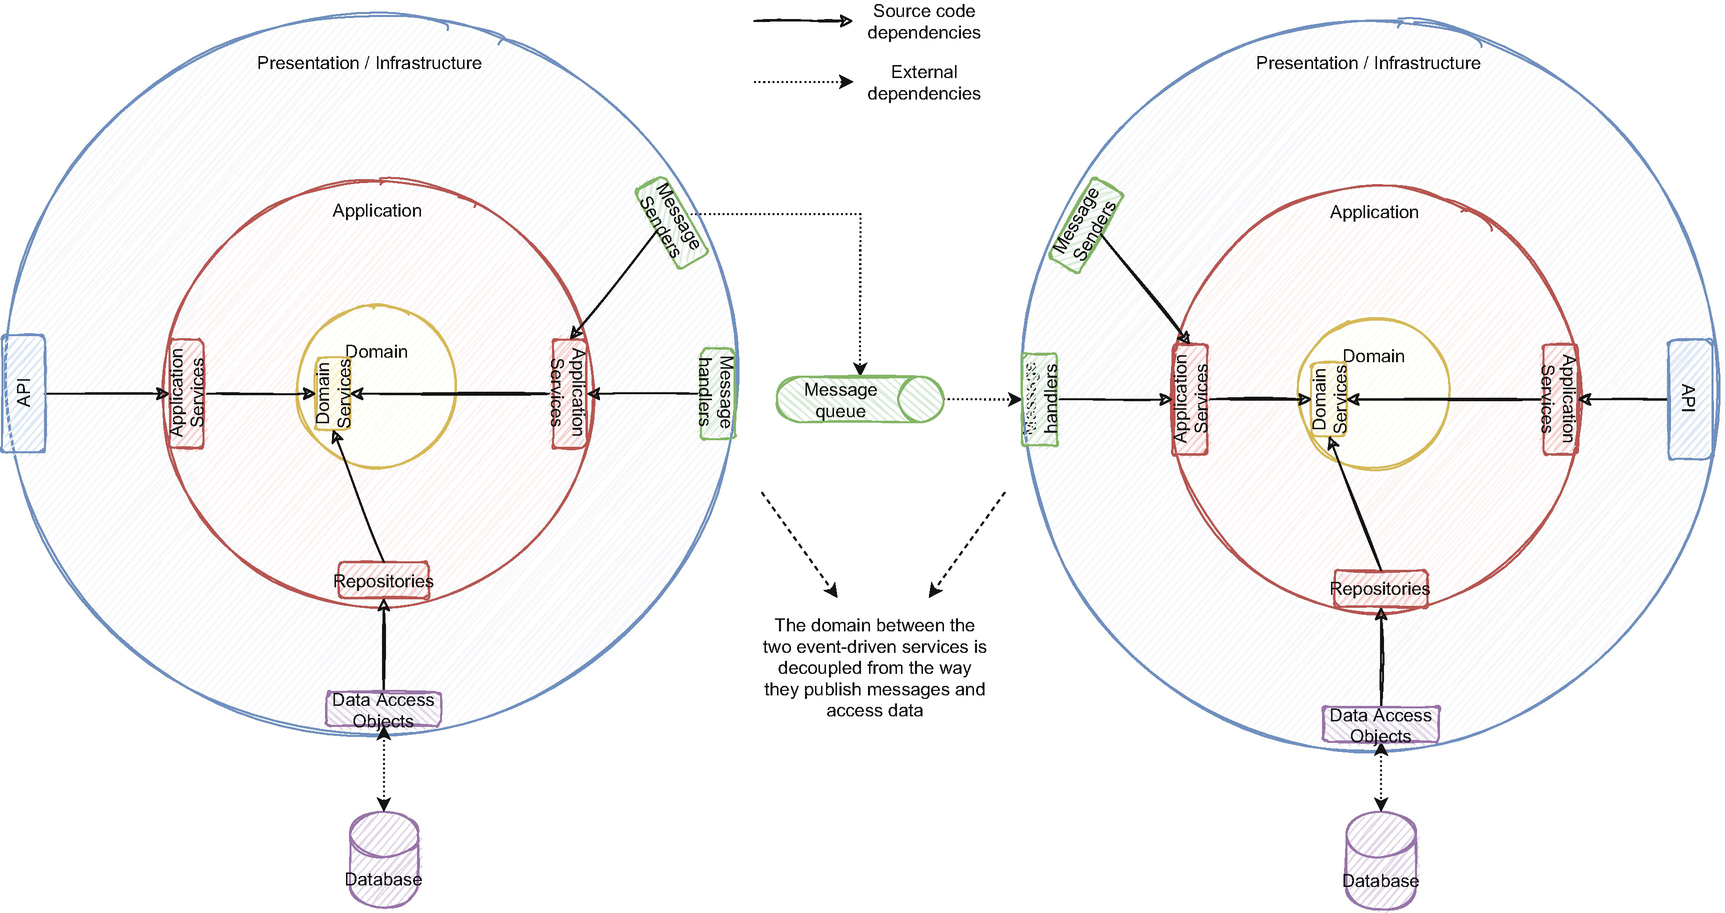 Source code
dependencies
External
dependencies
Presentation / Infrastructure
Application
Domain
Domain
Services
Application
Services
API
Application
Services
Message
Senders
Message
handlers
Repositories
Data Access
Objects
Database
Message
queue
The domain between the
two event-driven services is
decoupled from the way
they publish messages and
access data
Presentation / Infrastructure
Application
Domain
Domain
Services
Message
Senders
Message
handlers
Application
Services
Application
Services
API
Repositories
Data Access
Objects
Database